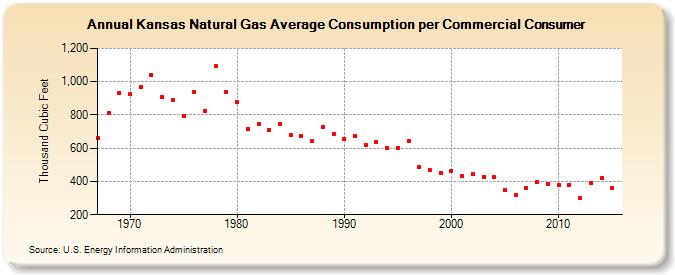 Annual Kansas Natural Gas Average Consumption per Commercial Consumer
Thousand Cubic Feet
1,200
1,000
800
600
400
200
1970 1980 1990 2000 2010
Source: U.S. Energy Information Administration